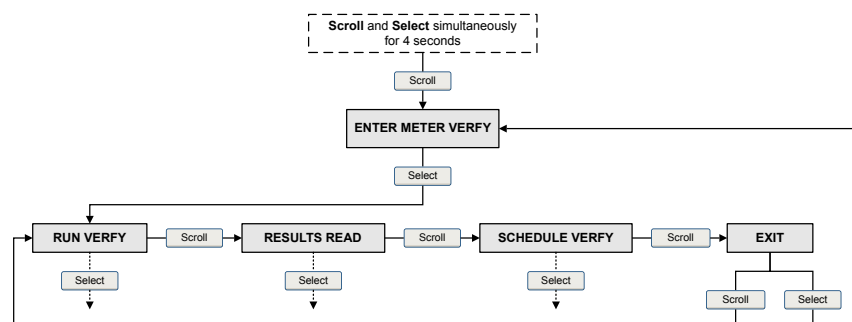 Scroll and Select simultaneously
for 4 seconds
Scroll
ENTER METER VERFY
Select
RUN VERFY
Scroll
RESULTS READ
Scroll
SCHEDULE VERFY
Scroll
EXIT
Select
Select
Select
Scroll
Select